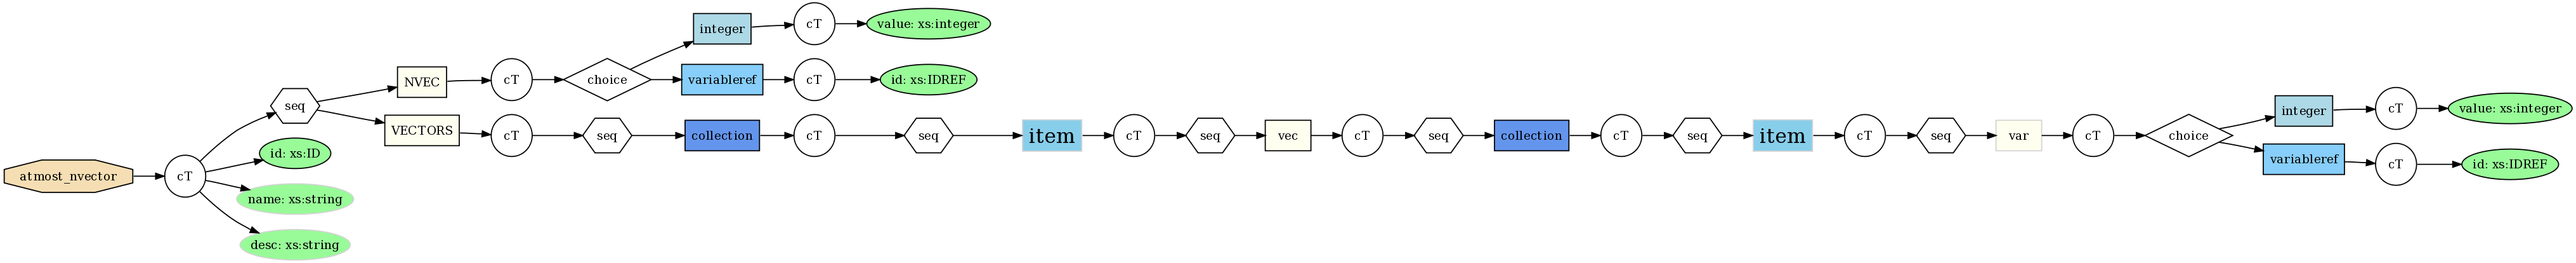 atmost_nvector
cT
seq
NVEC
cT
choice
integer
cT
value: xs:integer
variableref
cT
id: xs:IDREF
VECTORS
cT
seq
collection
cT
seq
item
cT
seq
vec
cT
seq
collection
cT
seq
item
cT
seq
var
cT
choice
integer
cT
value: xs:integer
variableref
cT
id: xs:IDREF
id: xs:ID
name: xs:string
desc: xs:string